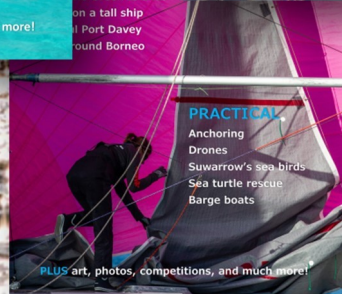 more!
on a tall ship
l Port Davey
round Borneo
PRACTICAL
Anchoring
Drones
Suwarrow's sea birds
Sea turtle rescue
Barge boats
PLUS art, photos, competitions, and much more!